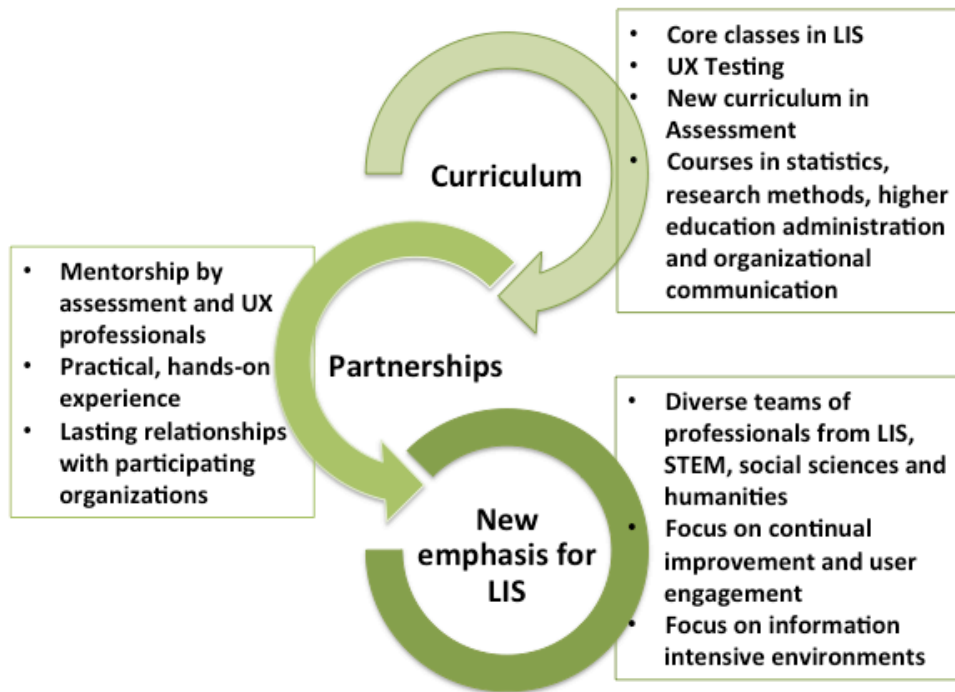 • Core classes in LIS
• UX Testing
• New curriculum in
Assessment
• Courses in statistics,
research methods, higher
education administration
and organizational
communication
Curriculum
• Mentorship by
assessment and UX
professionals
• Practical, hands-on
experience
• Lasting relationships
with participating
organizations
Partnerships
• Diverse teams of
professionals from LIS,
STEM, social sciences and
humanities
• Focus on continual
improvement and user
engagement
• Focus on information
intensive environments
New
emphasis for
LIS